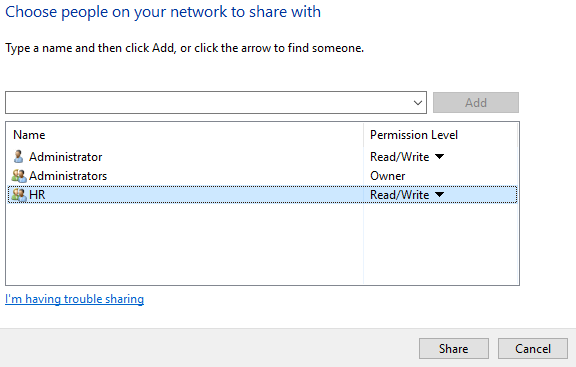 Choose people on your network to share with
Type a name and then click Add, or click the arrow to find someone.
Add
Name Permission Level
Administrator Read/Write
Administrators Owner
HR Read/Write
I'm having trouble sharing
Share Cancel